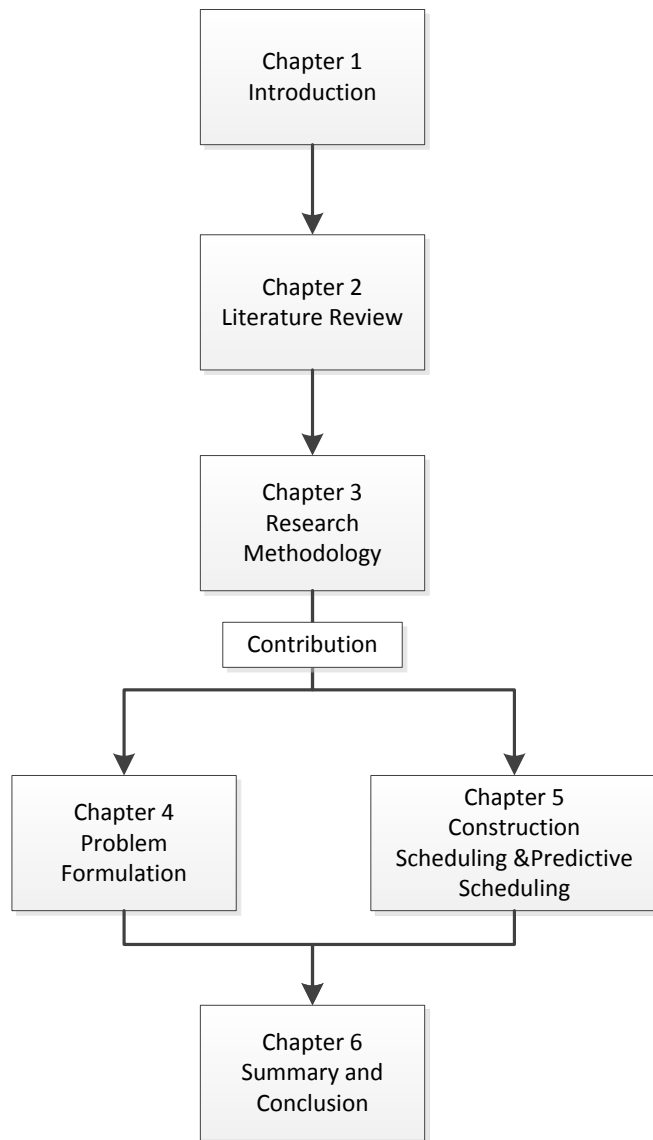 Chapter 1
Introduction
Chapter 2
Literature Review
Chapter 3
Research
Methodology
Contribution
Chapter 4
Problem
Formulation
Chapter 5
Construction
Scheduling &Predictive
Scheduling
Chapter 6
Summary and
Conclusion